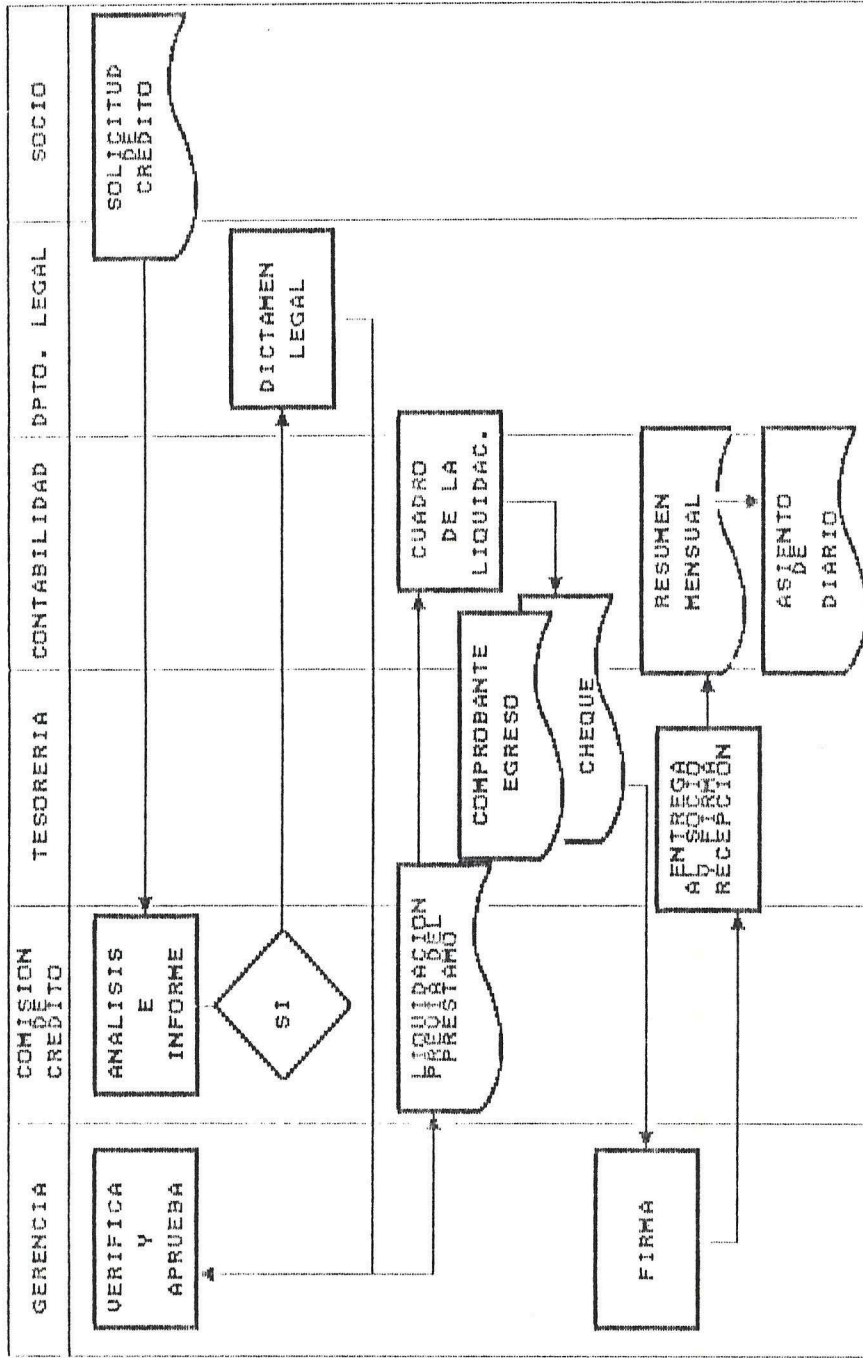 GERENCIA
COMISION
DE
CREDITO
TESORERIA
CONTABILIDAD
DPTO. LEGAL
SOCIO
VERIFICA
Y
APRUEBA
ANALISIS
E
INFORME
SOLICITUD
DE
CREDITO
SI
DICTAMEN
LEGAL
LIQUIDACION
PREVIA DEL
PRESTAMO
CUADRO
DE LA
LIQUIDAC.
COMPROBANTE
EGRESO
CHEQUE
FIRMA
ENTREGA
AL SOCIO
Y FIRMA
RECEPCION
RESUMEN
MENSUAL
ASIENTO
DE
DIARIO